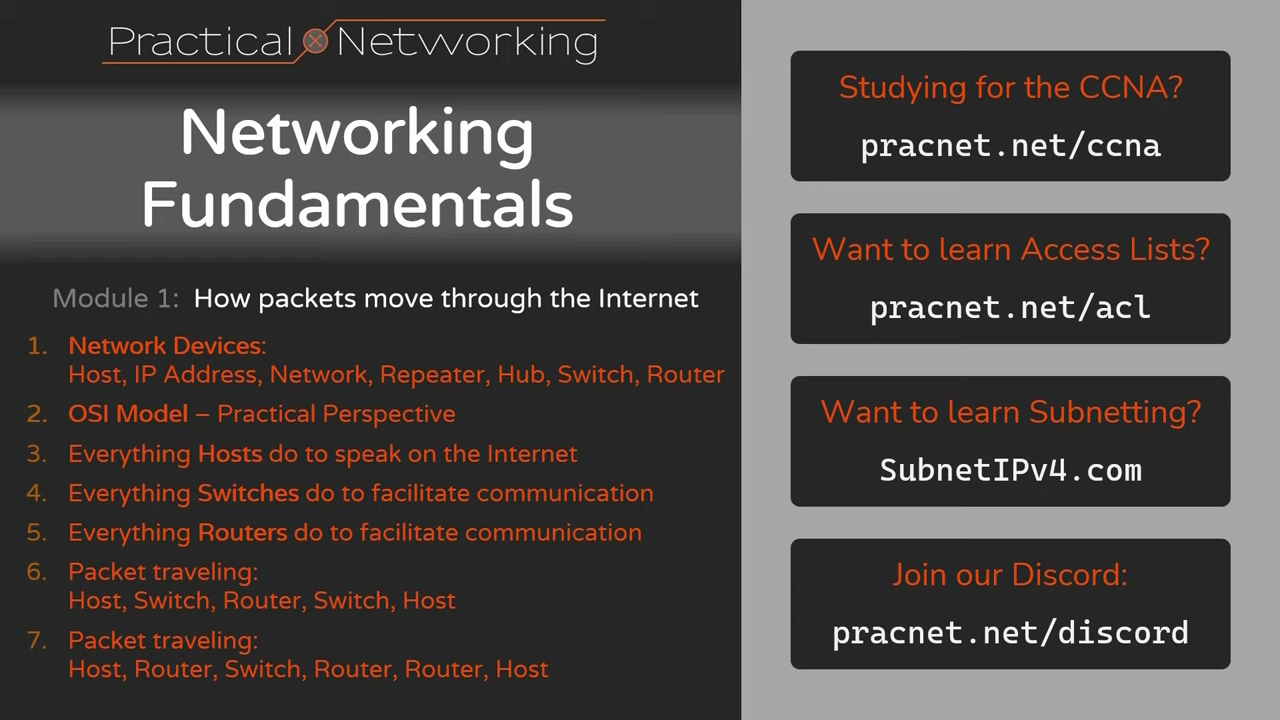 Practical Networking
Networking
Fundamentals
Module 1: How packets move through the Internet
1. Network Devices:
Host, IP Address, Network, Repeater, Hub, Switch, Router
2. OSI Model – Practical Perspective
3. Everything Hosts do to speak on the Internet
4. Everything Switches do to facilitate communication
5. Everything Routers do to facilitate communication
6. Packet traveling:
Host, Switch, Router, Switch, Host
7. Packet traveling:
Host, Router, Switch, Router, Router, Host
Studying for the CCNA?
pracnet.net/ccna
Want to learn Access Lists?
pracnet.net/acl
Want to learn Subnetting?
SubnetIPv4.com
Join our Discord:
pracnet.net/discord